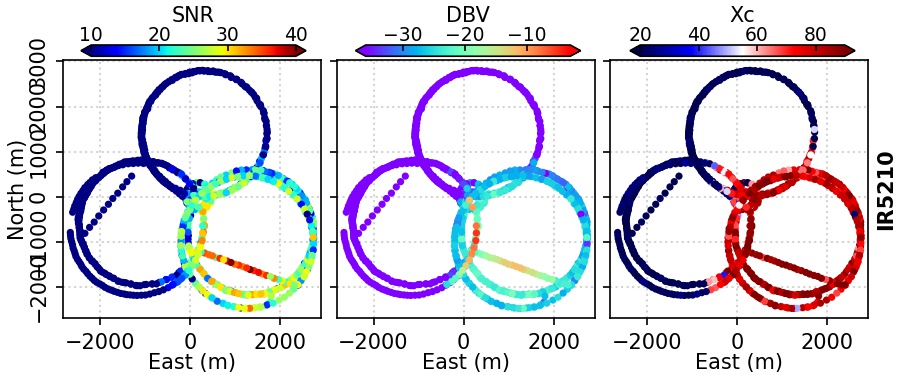 SNR DBV Xc
10 20 30 40 −30 −20 −10 20 40 60 80
3000
2000
1000
0
−1000
−2000
North (m)
IR5210
−2000 0 2000 −2000 0 2000 −2000 0 2000
East (m) East (m) East (m)